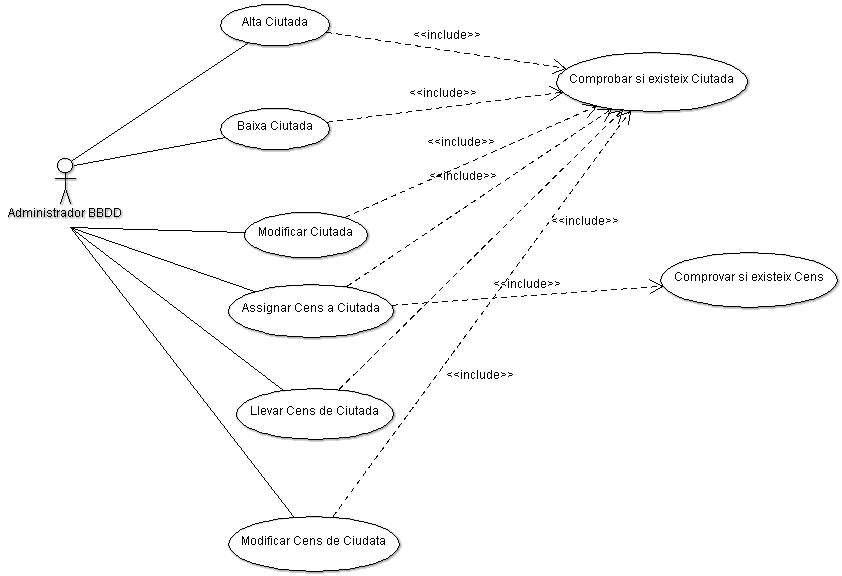 Alta Ciutada
<<include>>
Comprobar si existeix Ciutada
<<include>>
Baixa Ciutada
<<include>>
<<include>>
Administrador BBDD
<<include>>
Modificar Ciutada
Comprovar si existeix Cens
<<include>>
Assignar Cens a Ciutada
<<include>>
Llevar Cens de Ciutada
Modificar Cens de Ciudata